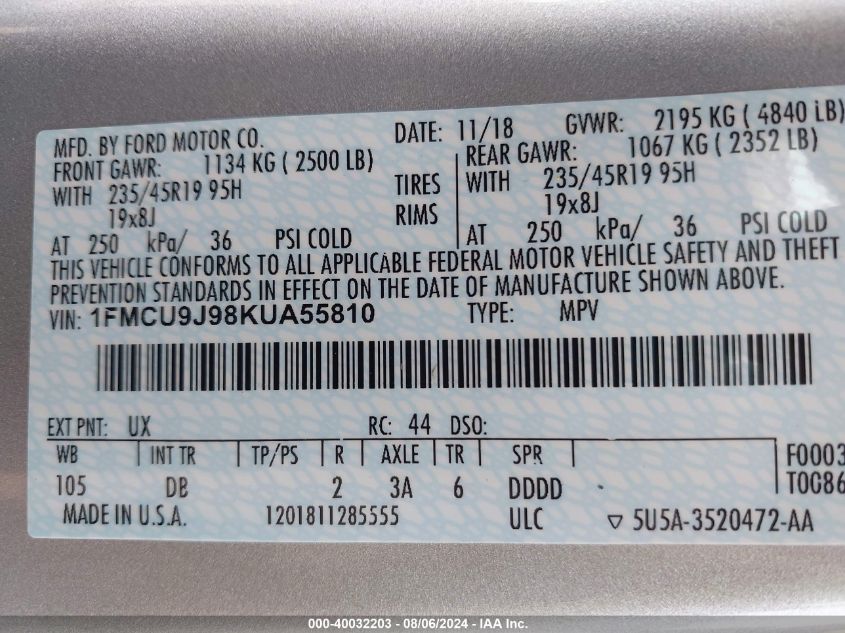 MFD. BY FORD MOTOR CO. DATE: 11/18 GVWR: 2195 KG ( 4840 LB)
FRONT GAWR: 1134 KG ( 2500 LB) REAR GAWR: 1067 KG ( 2352 LB)
WITH 235/45R19 95H TIRES WITH 235/45R19 95H
19x8J RIMS 19x8J
AT 250 kPa/ 36 PSI COLD AT 250 kPa/ 36 PSI COLD
THIS VEHICLE CONFORMS TO ALL APPLICABLE FEDERAL MOTOR VEHICLE SAFETY AND THEFT
PREVENTION STANDARDS IN EFFECT ON THE DATE OF MANUFACTURE SHOWN ABOVE.
VIN: 1FMCU9J98KUA55810 TYPE: MPV
EXT PNT: UX RC: 44 DSO:
WB INT TR TP/PS R AXLE TR SPR F0003
105 DB 2 3A 6 DDDD T0C86
MADE IN U.S.A. 1201811285555 ULC ▽ 5U5A-3520472-AA
000-40032203 - 08/06/2024 - IAA Inc.